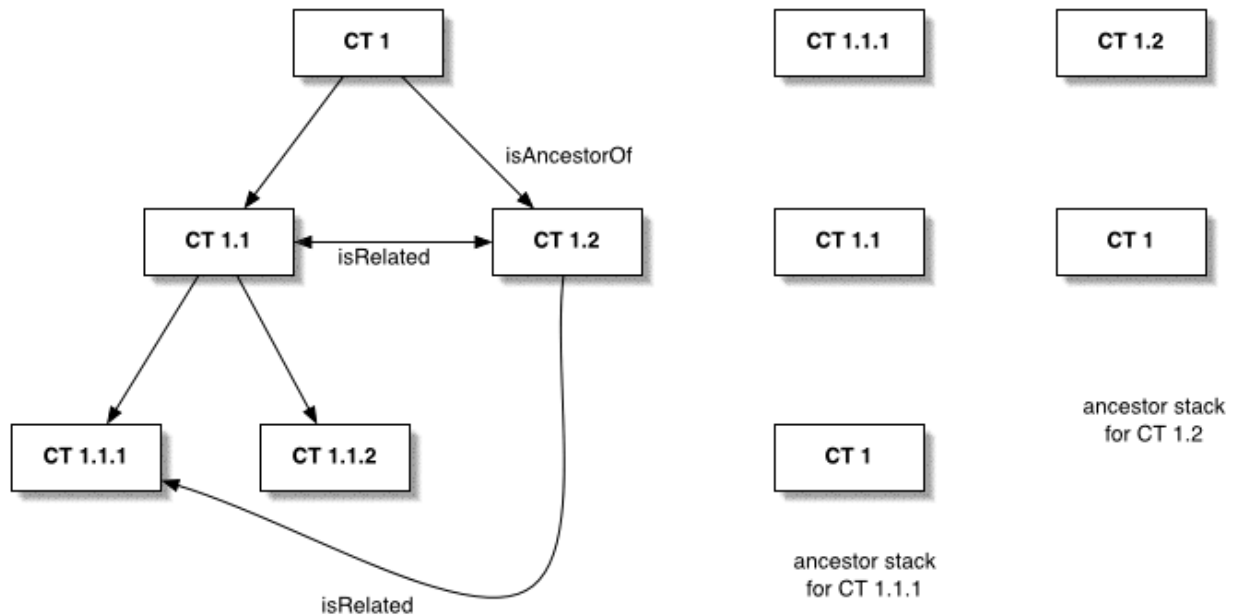 CT 1
CT 1.1.1
CT 1.2
isAncestorOf
CT 1.1
isRelated
CT 1.2
CT 1.1
CT 1
CT 1.1.1
CT 1.1.2
CT 1
ancestor stack
for CT 1.2
ancestor stack
for CT 1.1.1
isRelated